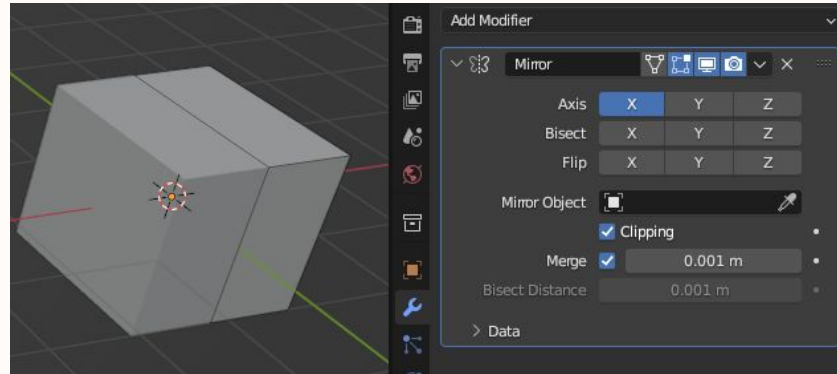 Add Modifier
Mirror
Axis X Y Z
Bisect X Y Z
Flip X Y Z
Mirror Object
Clipping
Merge 0.001 m
Bisect Distance 0.001 m
Data